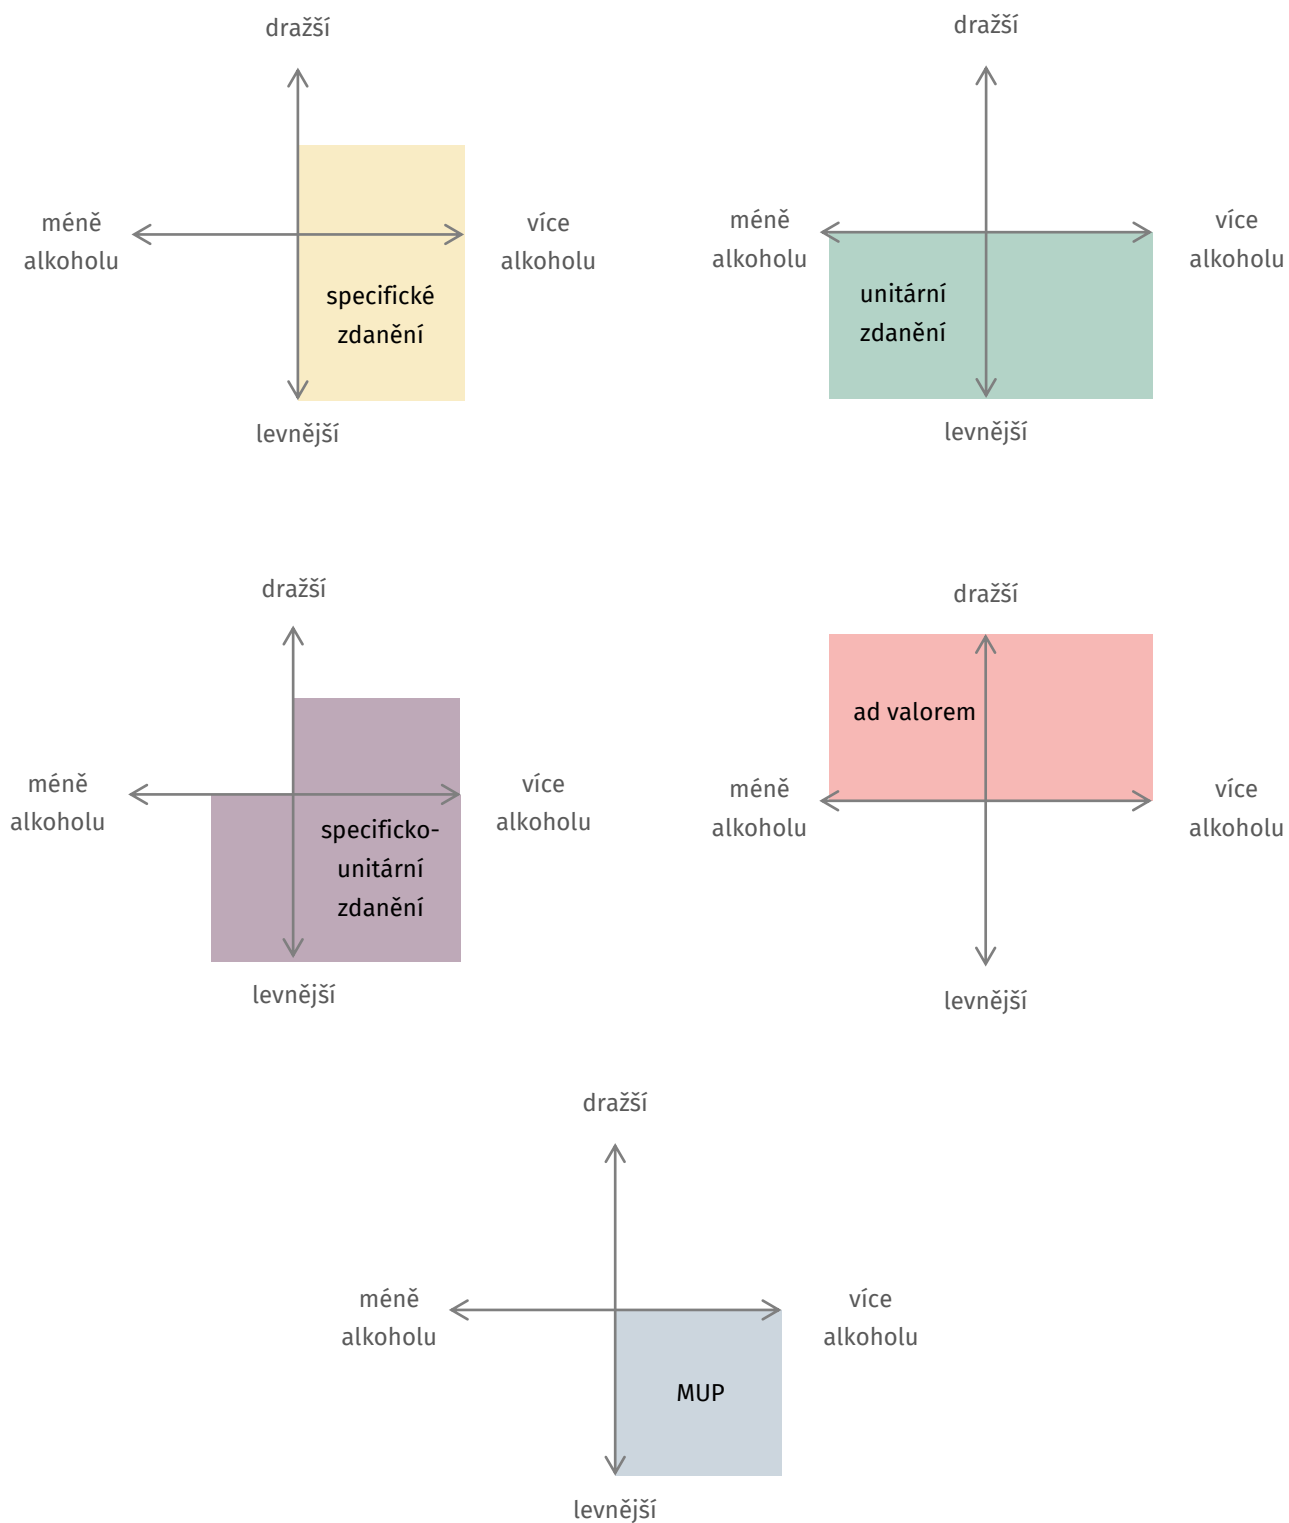 dražší
méně
alkoholu
více
alkoholu
specifické
zdanění
levnější
dražší
méně
alkoholu
více
alkoholu
unitární
zdanění
levnější
dražší
méně
alkoholu
více
alkoholu
specificko-
unitární
zdanění
levnější
dražší
ad valorem
méně
alkoholu
více
alkoholu
levnější
dražší
méně
alkoholu
více
alkoholu
MUP
levnější